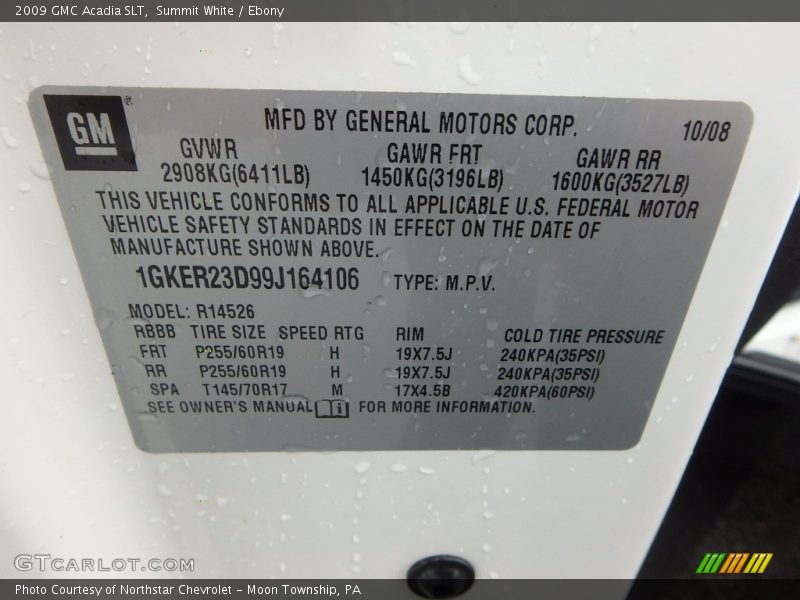 2009 GMC Acadia SLT, Summit White / Ebony
GM
MFD BY GENERAL MOTORS CORP. 10/08
GVWR GAWR FRT GAWR RR
2908KG(6411LB) 1450KG(3196LB) 1600KG(3527LB)
THIS VEHICLE CONFORMS TO ALL APPLICABLE U.S. FEDERAL MOTOR
VEHICLE SAFETY STANDARDS IN EFFECT ON THE DATE OF
MANUFACTURE SHOWN ABOVE.
1GKER23D99J164106 TYPE: M.P.V.
MODEL: R14526
RBBB TIRE SIZE SPEED RTG RIM COLD TIRE PRESSURE
FRT P255/60R19 H 19X7.5J 240KPA(35PSI)
RR P255/60R19 H 19X7.5J 240KPA(35PSI)
SPA T145/70R17 M 17X4.5B 420KPA(60PSI)
SEE OWNER'S MANUAL FOR MORE INFORMATION.
GTCarlot.com
Photo Courtesy of Northstar Chevrolet - Moon Township, PA